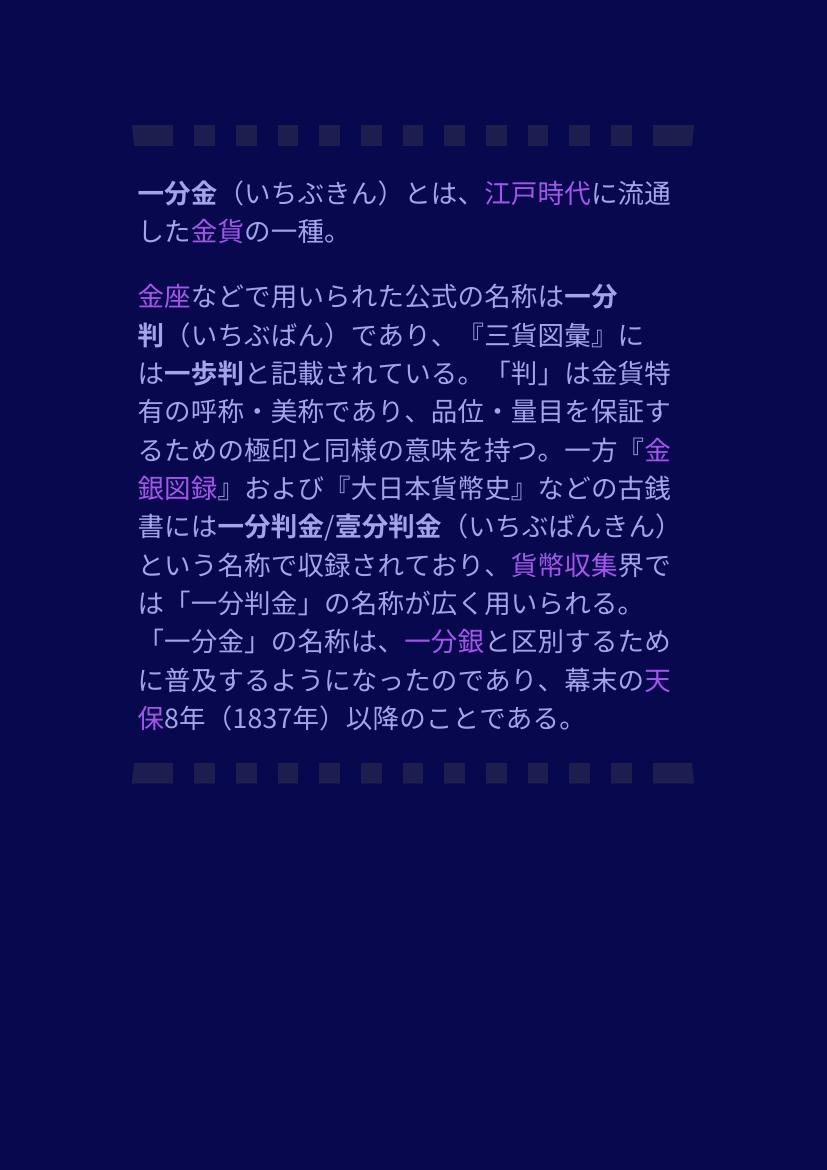 一分金（いちぶきん）とは、江戸時代に流通
した金貨の一種。
金座などで用いられた公式の名称は一分
判（いちぶばん）であり、『三貨図彙』に
は一歩判と記載されている。「判」は金貨特
有の呼称・美称であり、品位・量目を保証す
るための極印と同様の意味を持つ。一方『金
銀図録』および『大日本貨幣史』などの古銭
書には一分判金/壹分判金（いちぶばんきん）
という名称で収録されており、貨幣収集界で
は「一分判金」の名称が広く用いられる。
「一分金」の名称は、一分銀と区別するため
に普及するようになったのであり、幕末の天
保8年（1837年）以降のことである。